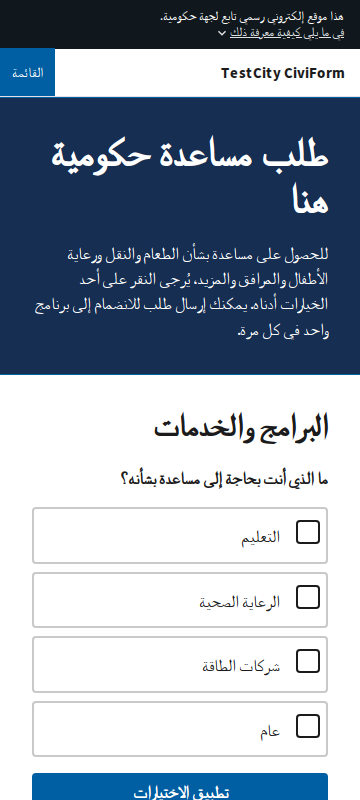 هذا موقع إلكتروني رسمي تابع لجهة حكومية.
في ما يلي كيفية معرفة ذلك
TestCity CiviForm
القائمة
طلب مساعدة حكومية
هنا
للحصول على مساعدة بشأن الطعام والنقل ورعاية
الأطفال والمرافق والمزيد، يُرجى النقر على أحد
الخيارات أدناه. يمكنك إرسال طلب للانضمام إلى برنامج
واحد في كل مرة.
البرامج والخدمات
ما الذي أنت بحاجة إلى مساعدة بشأنه؟
التعليم
الرعاية الصحية
شركات الطاقة
عام
تطبيق الاختيارات